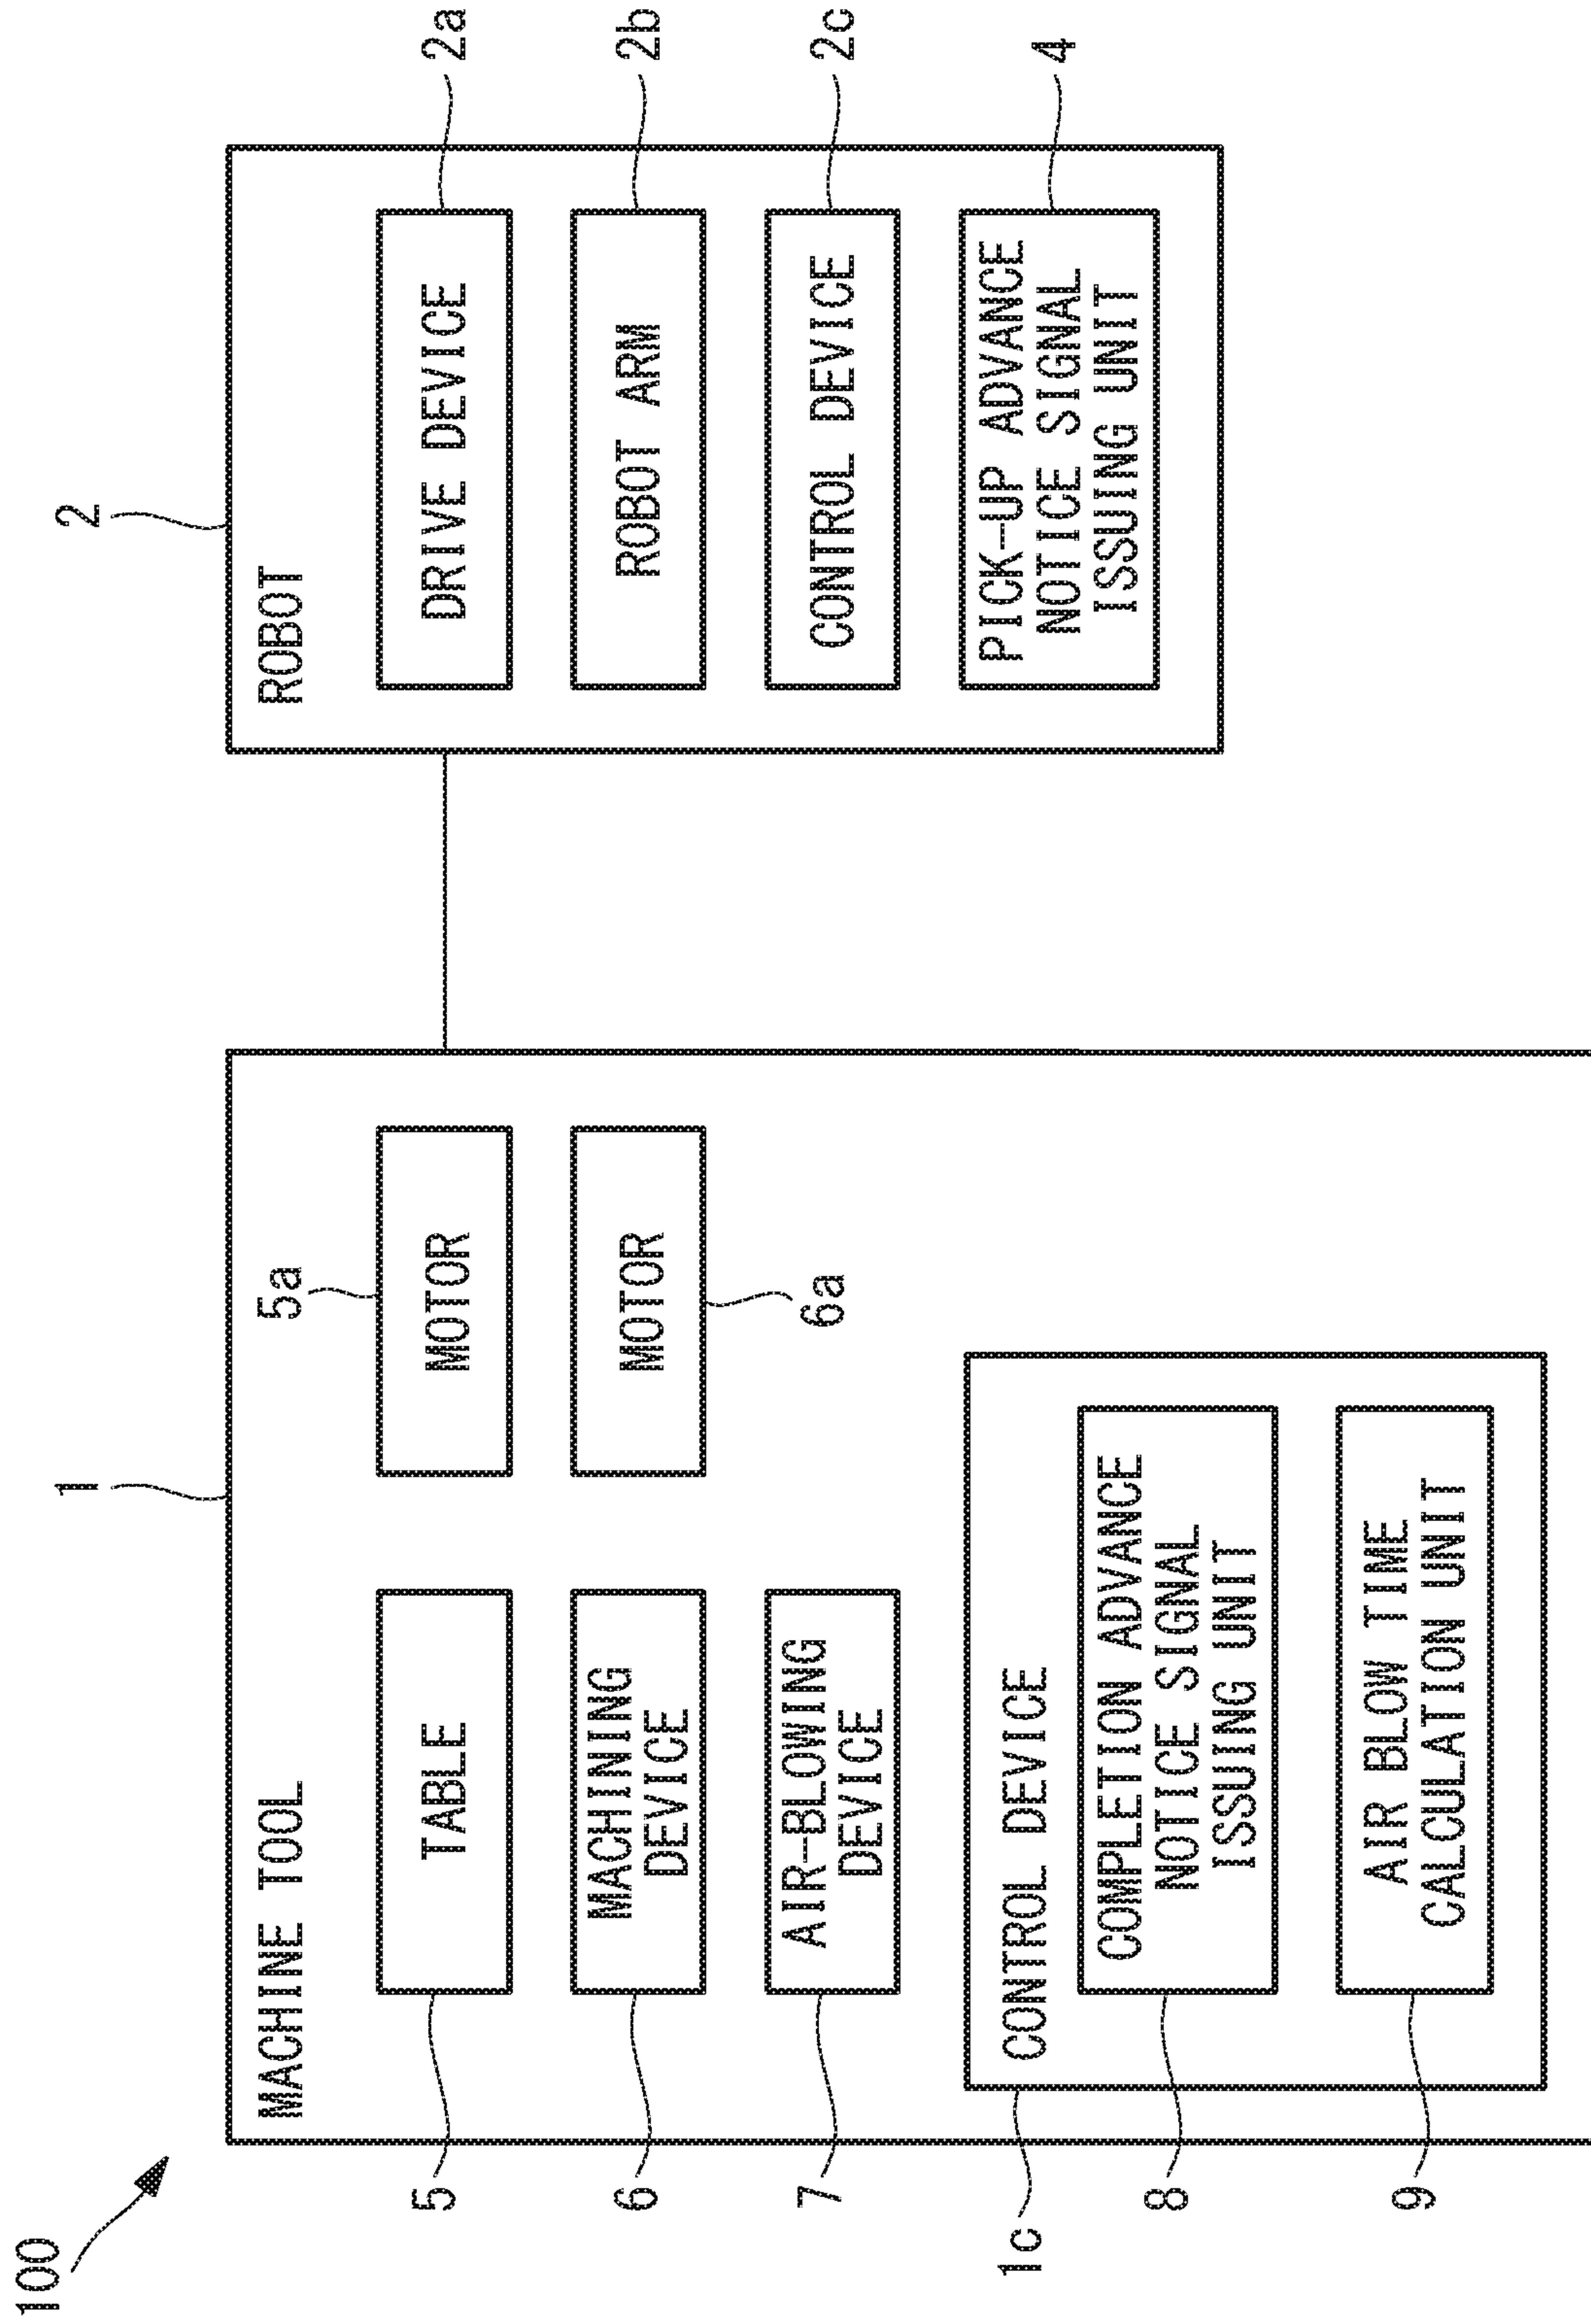 100
1
2
MACHINE TOOL
5
TABLE
5a
MOTOR
6
MACHINING
DEVICE
MOTOR
6a
7
AIR-BLOWING
DEVICE
1c
CONTROL DEVICE
8
COMPLETION ADVANCE
NOTICE SIGNAL
ISSUING UNIT
9
AIR BLOW TIME
CALCULATION UNIT
ROBOT
DRIVE DEVICE
2a
ROBOT ARM
2b
CONTROL DEVICE
2c
PICK-UP ADVANCE
NOTICE SIGNAL
ISSUING UNIT
4